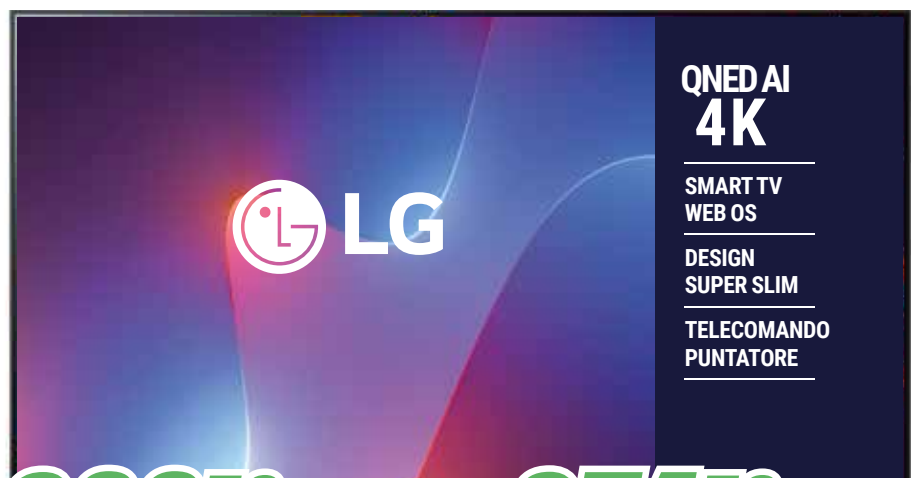 LG
QNED AI
4K
SMART TV
WEB OS
DESIGN
SUPER SLIM
TELECOMANDO
PUNTATORE